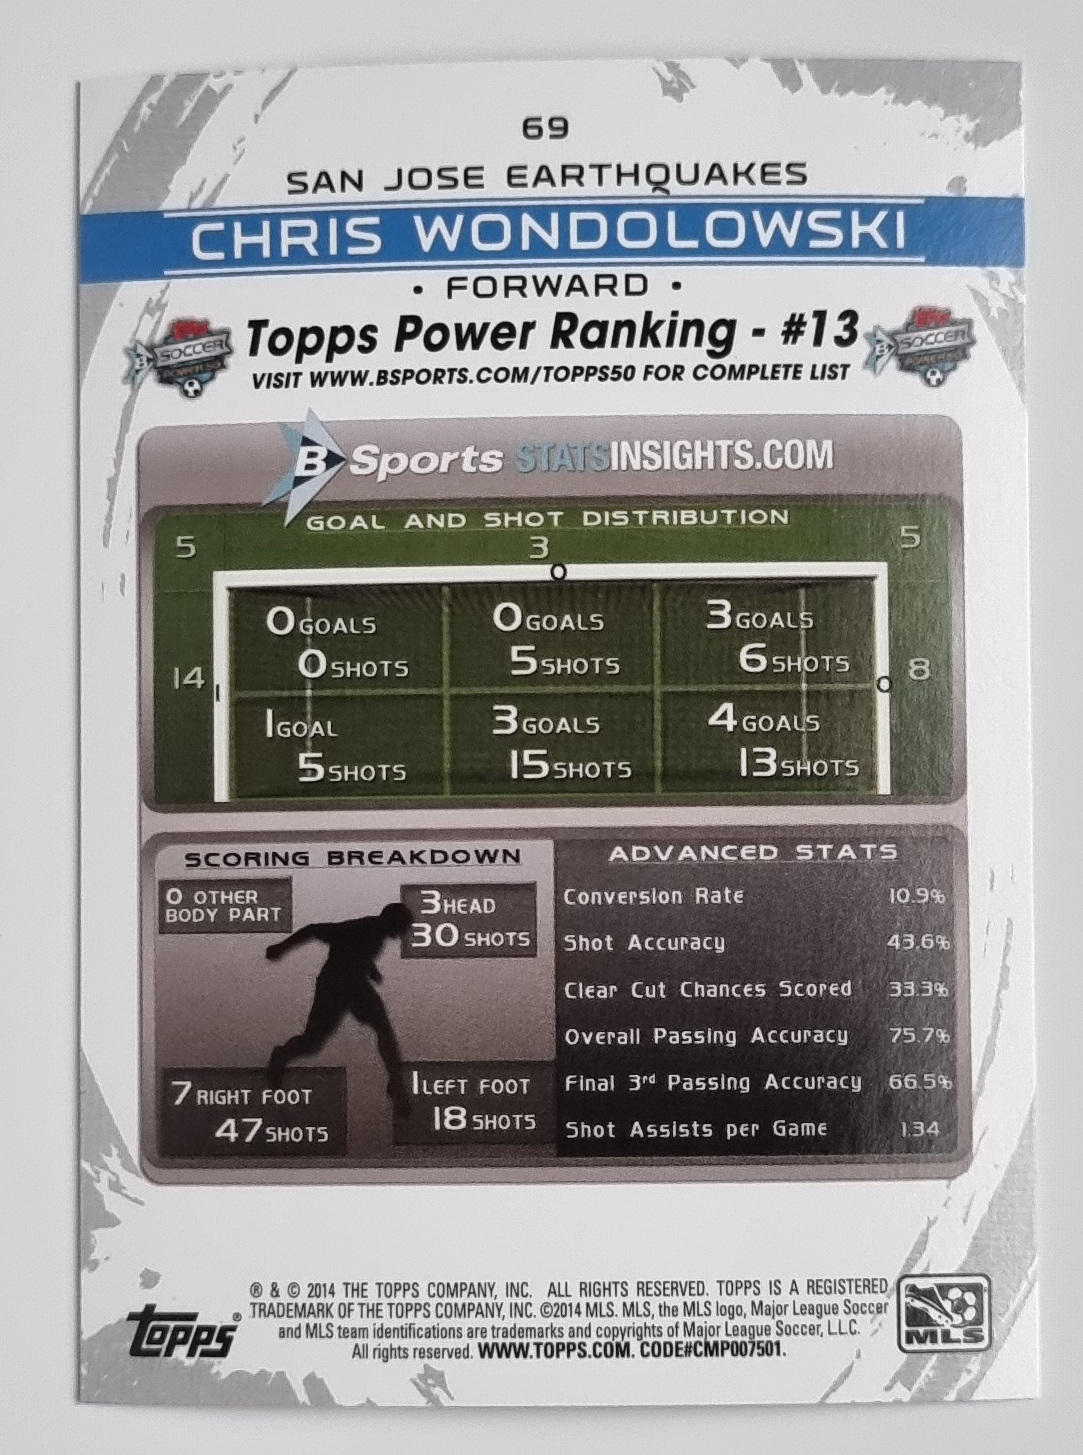 69
SAN JOSE EARTHQUAKES
CHRIS WONDOLOWSKI
• FORWARD •
Topps Power Ranking - #13
SOCCER
SOCCER
VISIT WWW.BSPORTS.COM/TOPPS50 FOR COMPLETE LIST
B Sports STATSINSIGHTS.COM
GOAL AND SHOT DISTRIBUTION
5 3 5
0 GOALS 0 GOALS 3 GOALS
0 SHOTS 5 SHOTS 6 SHOTS
14 8
1 GOAL 3 GOALS 4 GOALS
5 SHOTS 15 SHOTS 13 SHOTS
SCORING BREAKDOWN
0 OTHER
BODY PART
3 HEAD
30 SHOTS
7 RIGHT FOOT
47 SHOTS
1 LEFT FOOT
18 SHOTS
ADVANCED STATS
Conversion Rate 10.9%
Shot Accuracy 43.6%
Clear Cut Chances Scored 33.3%
Overall Passing Accuracy 75.7%
Final 3rd Passing Accuracy 66.5%
Shot Assists per Game 1.34
® & © 2014 THE TOPPS COMPANY, INC. ALL RIGHTS RESERVED. TOPPS IS A REGISTERED
TRADEMARK OF THE TOPPS COMPANY, INC. ©2014 MLS. MLS, the MLS logo, Major League Soccer
and MLS team identifications are trademarks and copyrights of Major League Soccer, L.L.C.
All rights reserved. WWW.TOPPS.COM. CODE#CMP007501.
Topps®
MLS